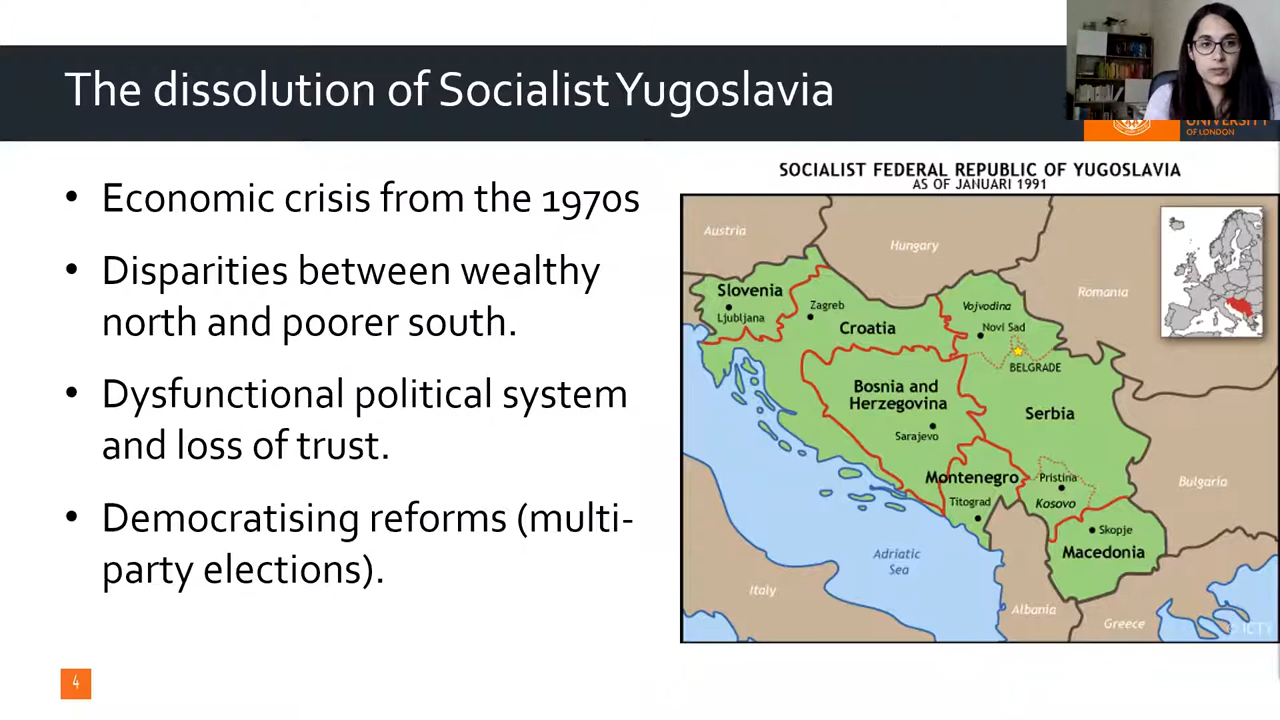 The dissolution of Socialist Yugoslavia
UNIVERSITY
OF LONDON
• Economic crisis from the 1970s
• Disparities between wealthy
north and poorer south.
• Dysfunctional political system
and loss of trust.
• Democratising reforms (multi-
party elections).
4
SOCIALIST FEDERAL REPUBLIC OF YUGOSLAVIA
AS OF JANUARI 1991
Austria
Hungary
Romania
Slovenia
Ljubljana
Zagreb
Croatia
Vojvodina
Novi Sad
BELGRADE
Bosnia and
Herzegovina
Sarajevo
Serbia
Montenegro
Titograd
Pristina
Kosovo
Bulgaria
Skopje
Macedonia
Adriatic
Sea
Italy
Albania
Greece
© ICTY